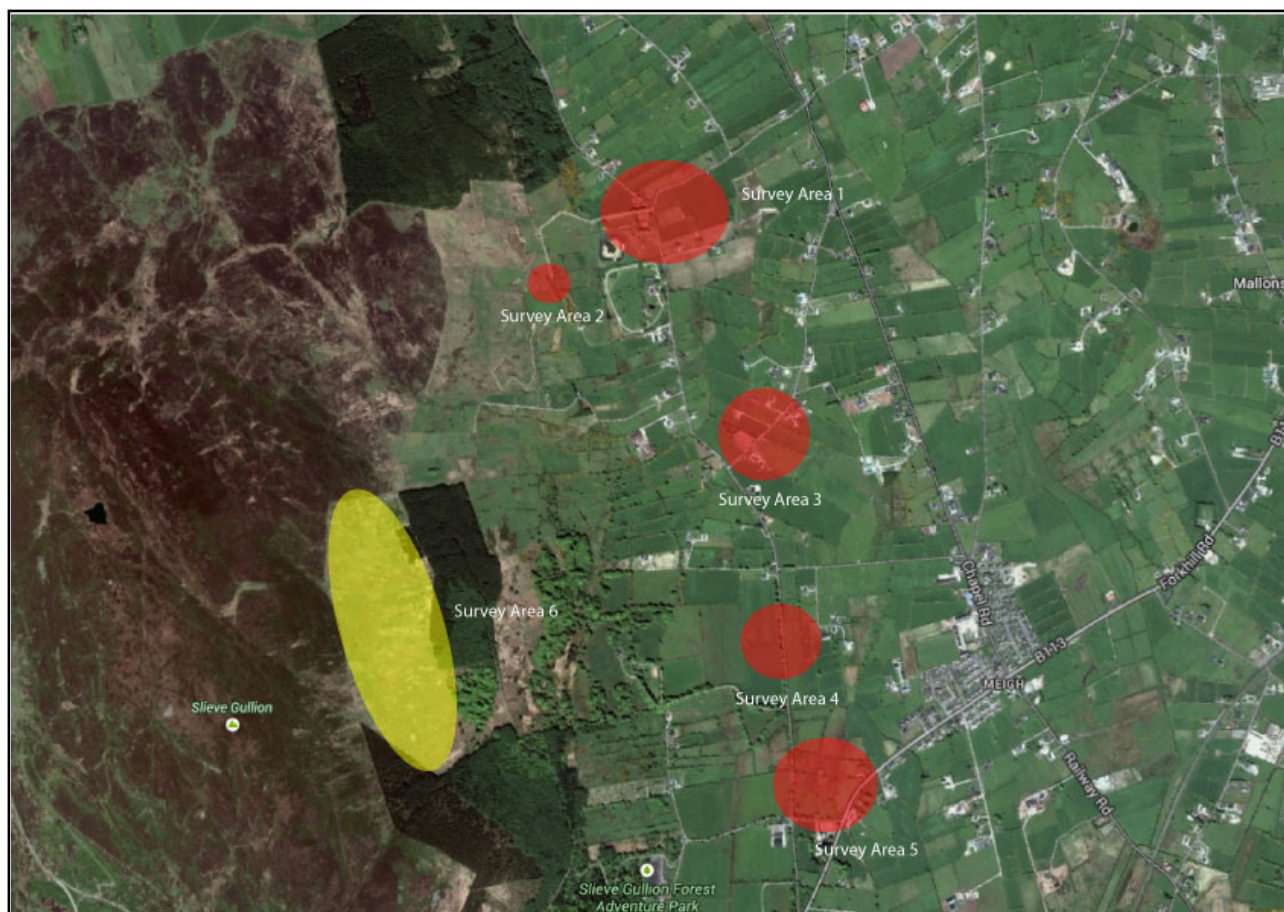 Survey Area 1
Mallons
Survey Area 2
Survey Area 3
B11
Forkhill Rd
Chapel Rd
Survey Area 6
B113
MEIGH
Survey Area 4
Slieve Gullion
Railway Rd
Survey Area 5
Slieve Gullion Forest
Adventure Park